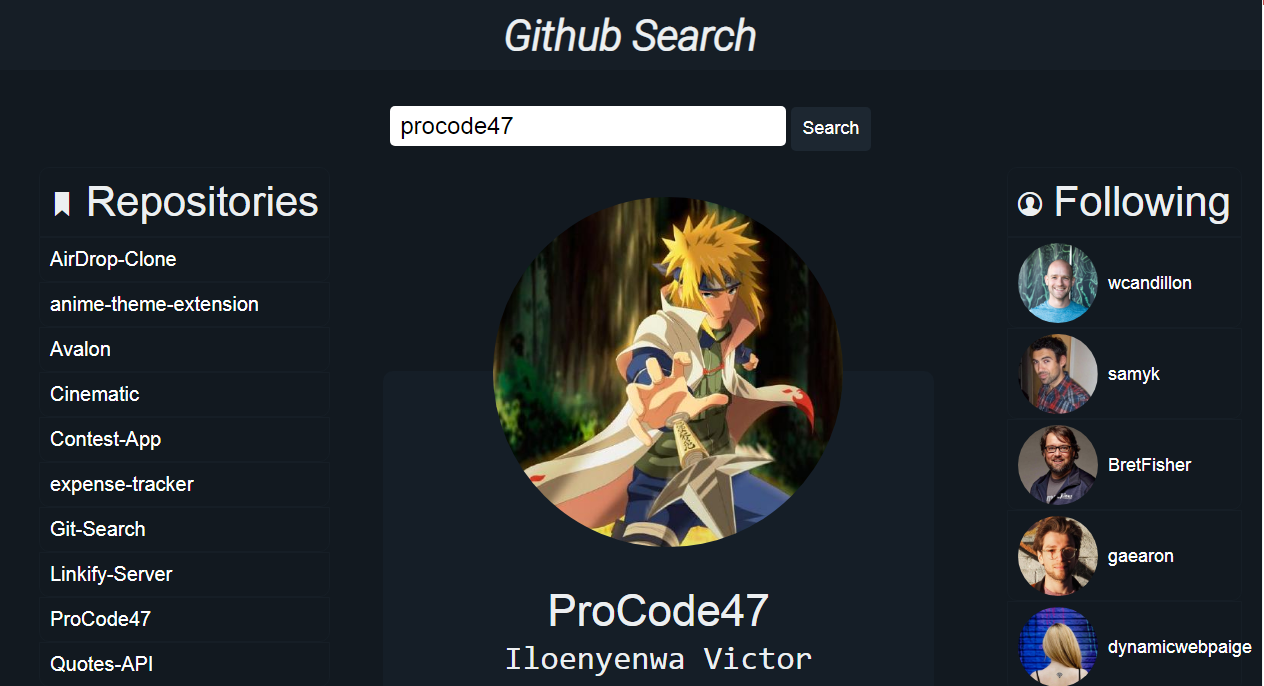 Github Search
procode47
Search
Repositories
AirDrop-Clone
anime-theme-extension
Avalon
Cinematic
Contest-App
expense-tracker
Git-Search
Linkify-Server
ProCode47
Quotes-API
ProCode47
Iloenyenwa Victor
Following
wcandillon
samyk
BretFisher
gaearon
dynamicwebpaige